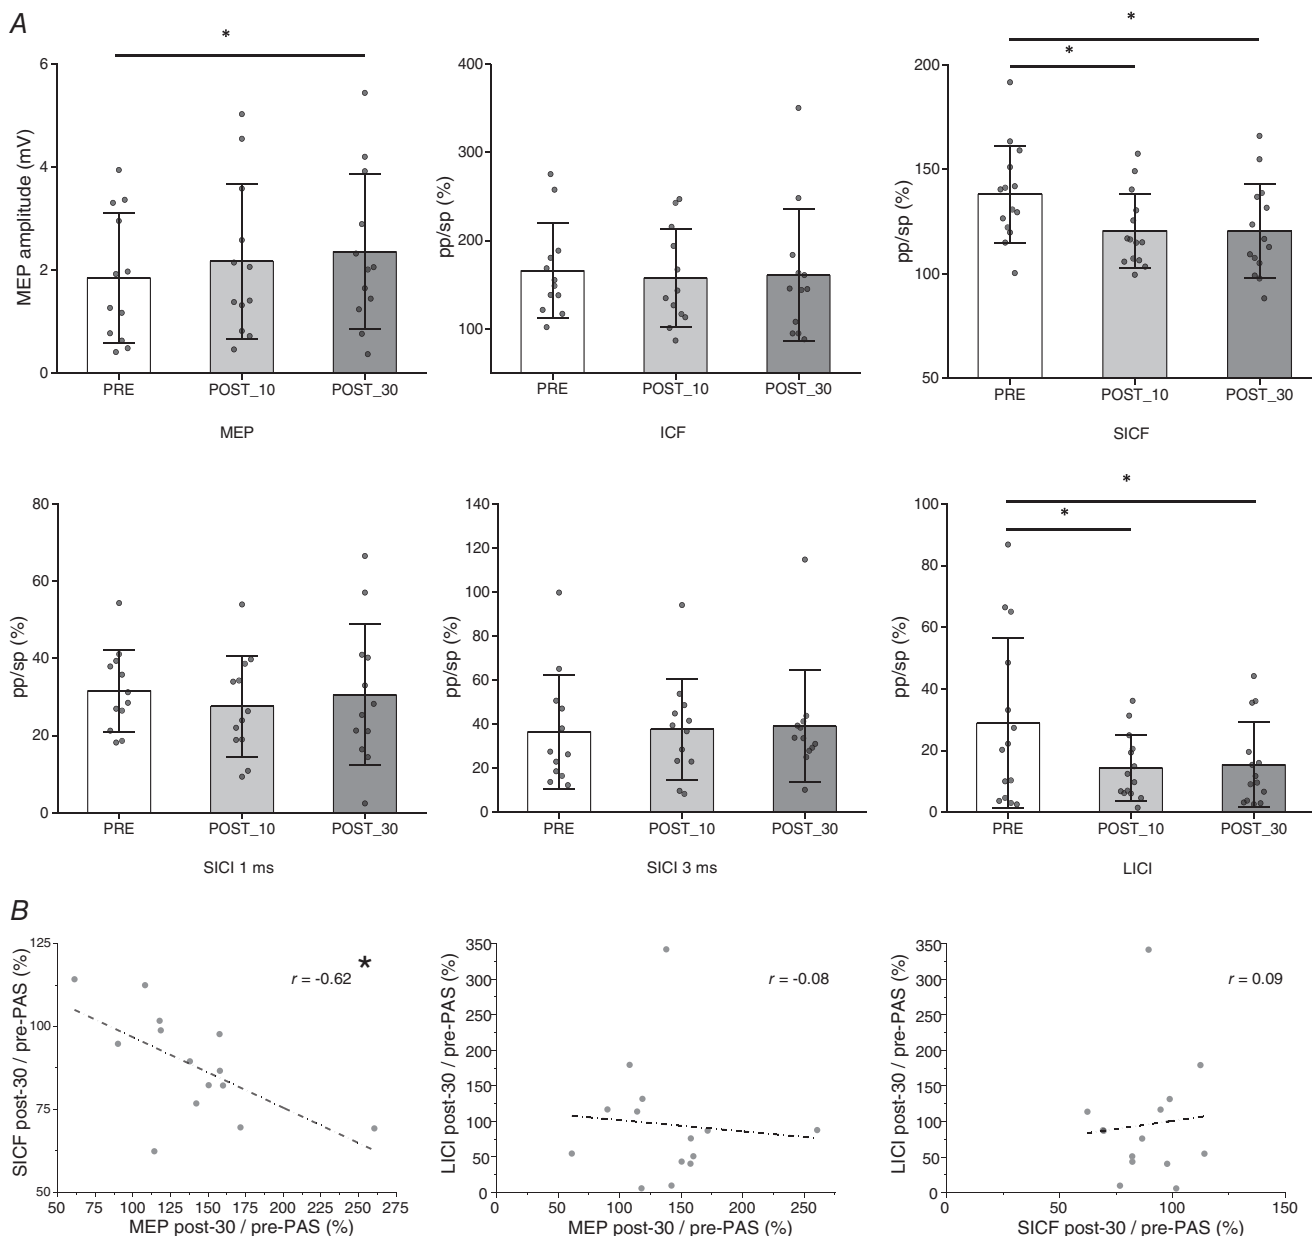 A
*
MEP amplitude (mV)
6
4
2
0
PRE
POST_10
POST_30
MEP
pp/sp (%)
400
300
200
100
PRE
POST_10
POST_30
ICF
*
*
pp/sp (%)
200
150
100
50
PRE
POST_10
POST_30
SICF
pp/sp (%)
80
60
40
20
0
PRE
POST_10
POST_30
SICI 1 ms
pp/sp (%)
140
120
100
80
60
40
20
0
PRE
POST_10
POST_30
SICI 3 ms
*
*
pp/sp (%)
100
80
60
40
20
0
PRE
POST_10
POST_30
LICI
B
SICF post-30 / pre-PAS (%)
125
100
75
50
r = -0.62 *
50 75 100 125 150 175 200 225 250 275
MEP post-30 / pre-PAS (%)
LICI post-30 / pre-PAS (%)
350
300
250
200
150
100
50
0
r = -0.08
50 100 150 200 250
MEP post-30 / pre-PAS (%)
LICI post-30 / pre-PAS (%)
350
300
250
200
150
100
50
0
r = 0.09
0 50 100 150
SICF post-30 / pre-PAS (%)